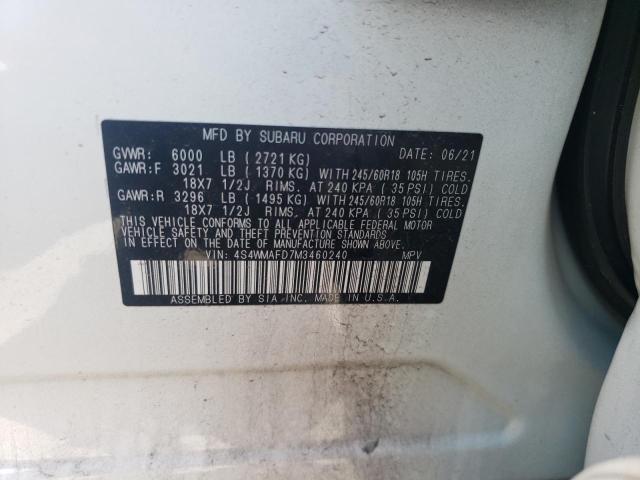 MFD BY SUBARU CORPORATION
GVWR: 6000 LB ( 2721 KG) DATE: 06/21
GAWR:F 3021 LB ( 1370 KG) WITH 245/60R18 105H TIRES.
18X7 1/2J RIMS. AT 240 KPA ( 35 PSI) COLD
GAWR:R 3296 LB ( 1495 KG) WITH 245/60R18 105H TIRES.
18X7 1/2J RIMS. AT 240 KPA ( 35 PSI) COLD
THIS VEHICLE CONFORMS TO ALL APPLICABLE FEDERAL MOTOR
VEHICLE SAFETY AND THEFT PREVENTION STANDARDS
IN EFFECT ON THE DATE OF MANUFACTURE SHOWN ABOVE.
VIN: 4S4WMAFD7M3460240 MPV
ASSEMBLED BY SIA INC. MADE IN U.S.A.